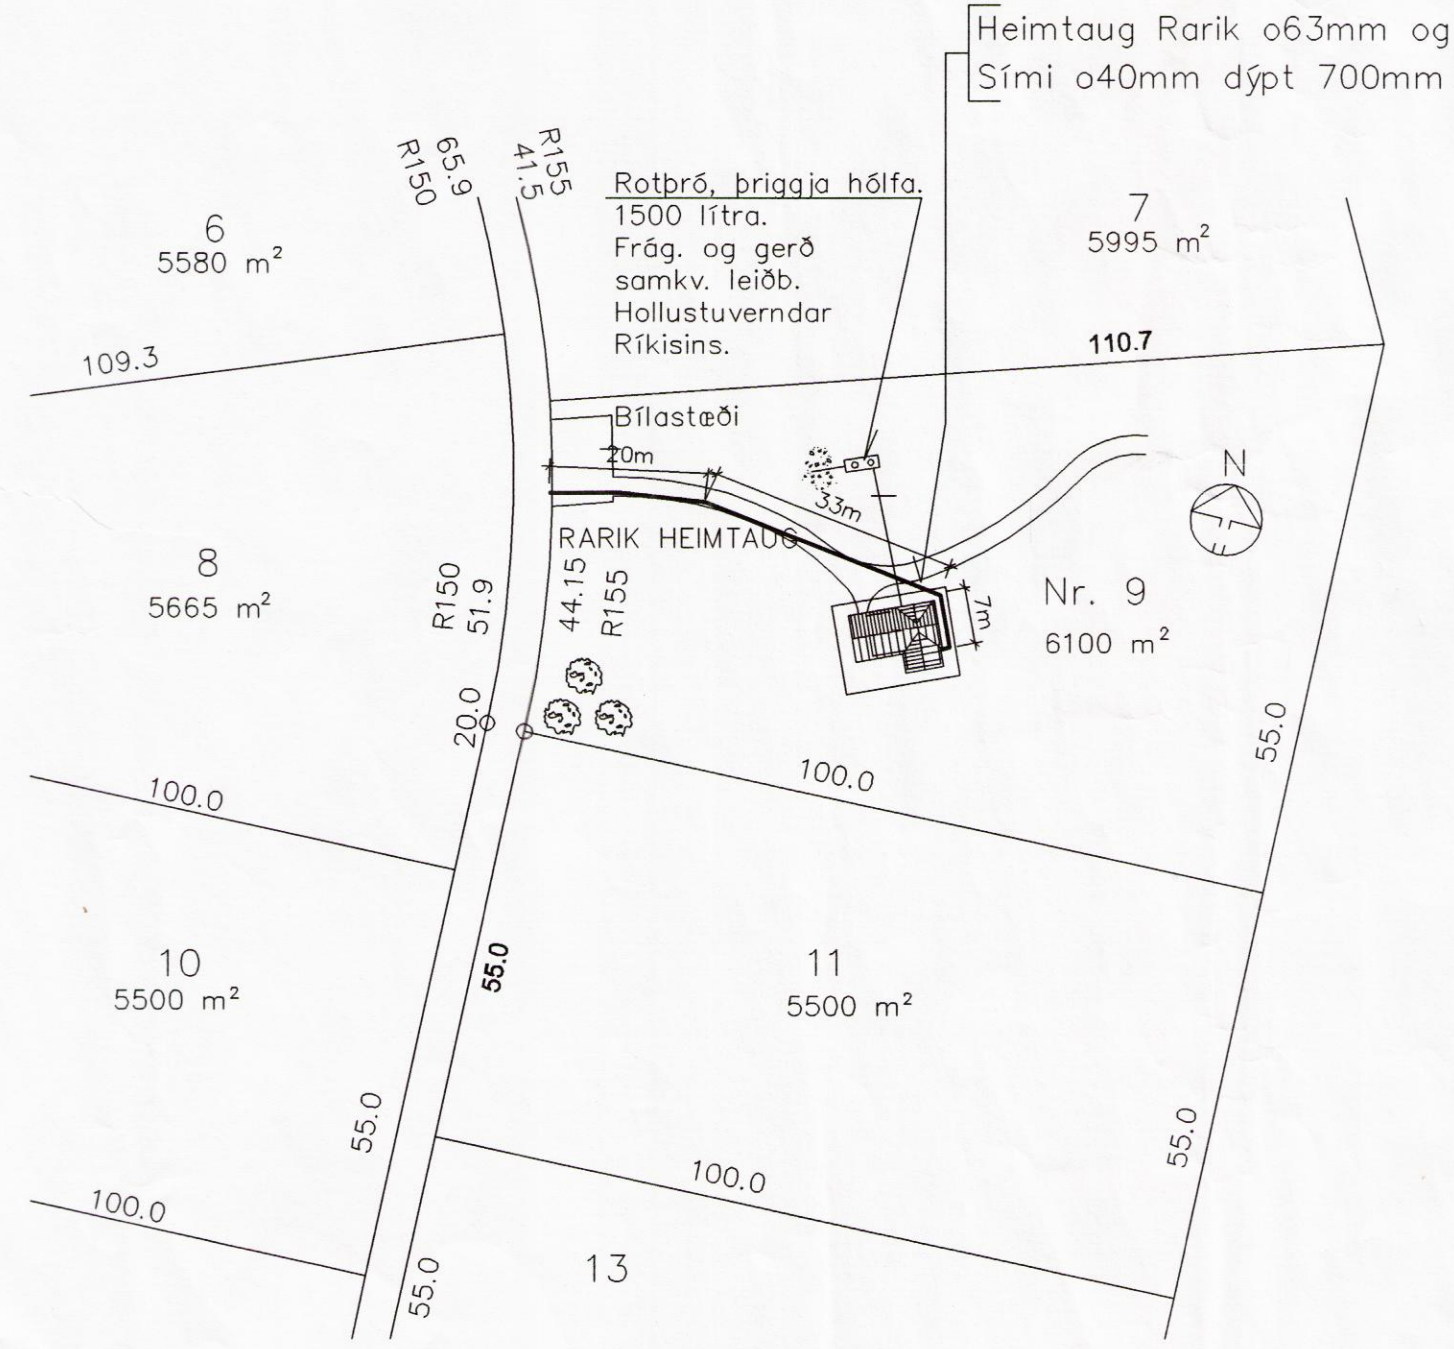 Heimtaug Rarik o63mm og
Sími o40mm dýpt 700mm
R150
65.9
41.5
R155
Rotþró, þriggja hólfa.
1500 lítra.
Frág. og gerð
samkv. leiðb.
Hollustuverndar
Ríkisins.
6
5580 m²
7
5995 m²
109.3
110.7
Bílastæði
20m
33m
N
RARIK HEIMTAUG
8
5665 m²
R150
51.9
44.15
R155
7m
Nr. 9
6100 m²
20.0
55.0
100.0
100.0
10
5500 m²
55.0
11
5500 m²
55.0
55.0
100.0
100.0
13
55.0